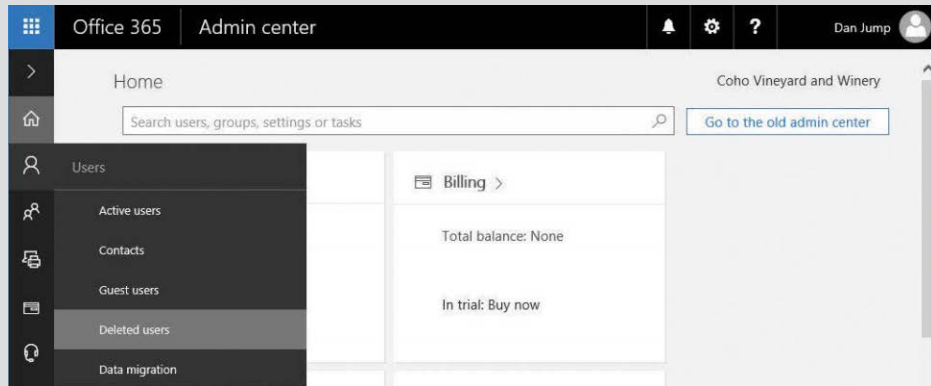 Office 365 Admin center ? Dan Jump
Home Coho Vineyard and Winery
Search users, groups, settings or tasks Go to the old admin center
Users
Billing >
Active users
Total balance: None
Contacts
Guest users
In trial: Buy now
Deleted users
Data migration